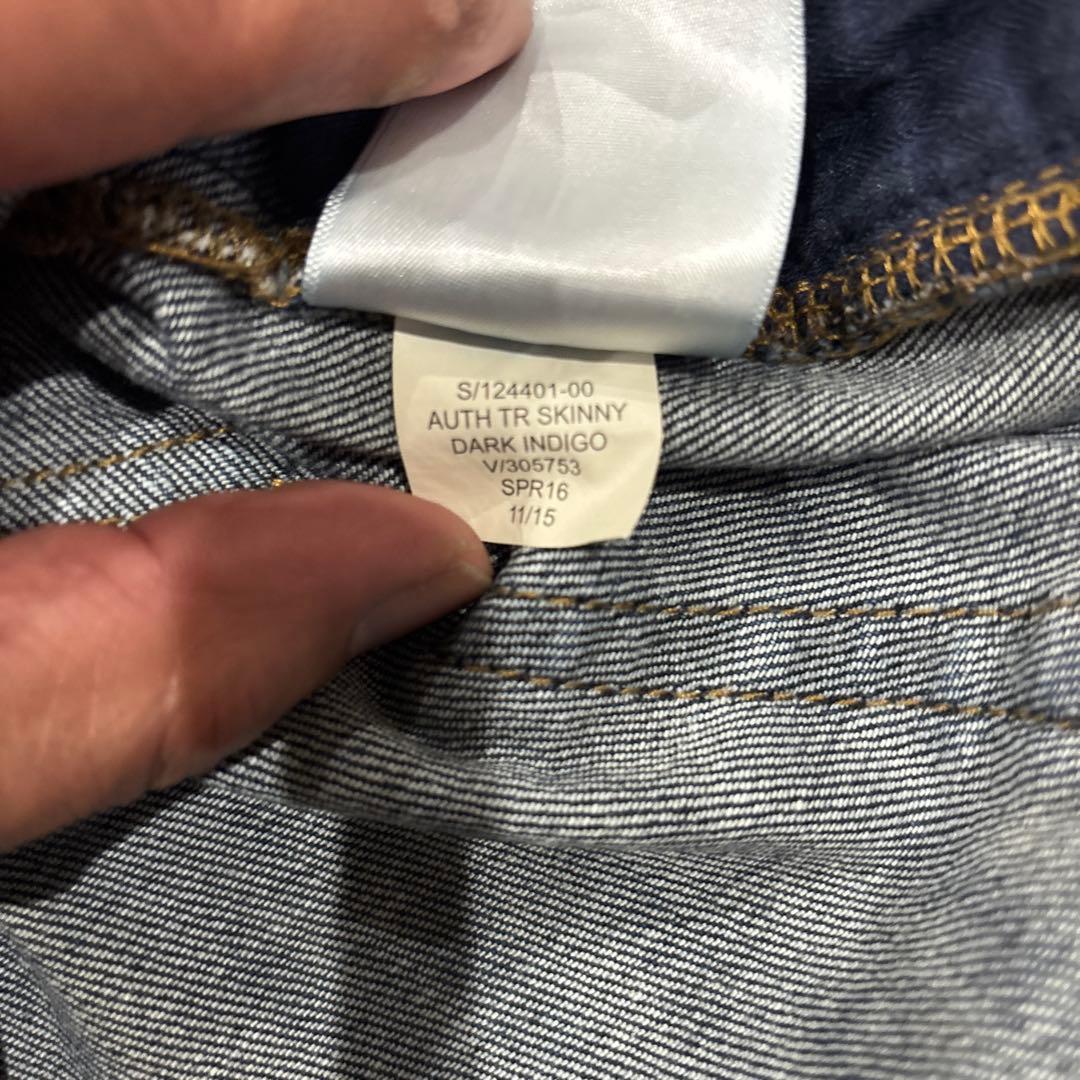 S/124401-00
AUTH TR SKINNY
DARK INDIGO
V/305753
SPR16
11/15